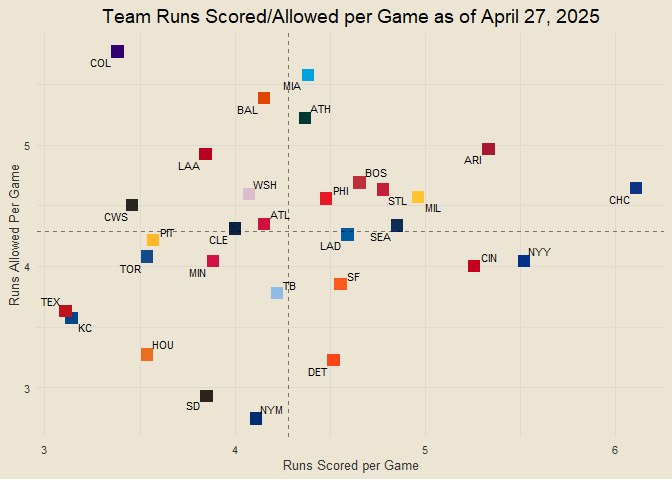 Team Runs Scored/Allowed per Game as of April 27, 2025
COL
MIA
BAL
ATH
5
LAA
ARI
BOS
WSH
PHI
STL
MIL
CHC
CWS
ATL
PIT
CLE
LAD
SEA
NYY
CIN
4
TOR
MIN
SF
TB
TEX
KC
HOU
DET
3
SD
NYM
3
4
5
6
Runs Allowed Per Game
Runs Scored per Game